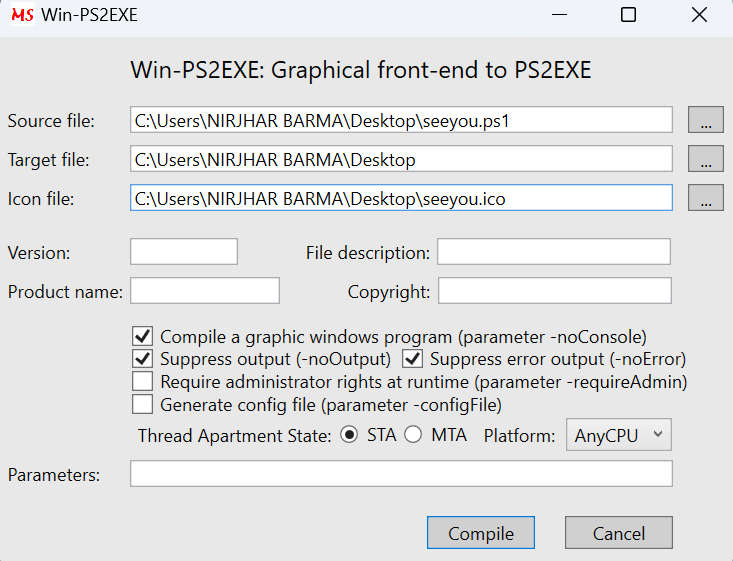 MS Win-PS2EXE
Win-PS2EXE: Graphical front-end to PS2EXE
Source file: C:\Users\NIRJHAR BARMA\Desktop\seeyou.ps1 ...
Target file: C:\Users\NIRJHAR BARMA\Desktop ...
Icon file: C:\Users\NIRJHAR BARMA\Desktop\seeyou.ico ...
Version: File description:
Product name: Copyright:
Compile a graphic windows program (parameter -noConsole)
Suppress output (-noOutput) Suppress error output (-noError)
Require administrator rights at runtime (parameter -requireAdmin)
Generate config file (parameter -configFile)
Thread Apartment State: STA MTA Platform: AnyCPU
Parameters:
Compile Cancel